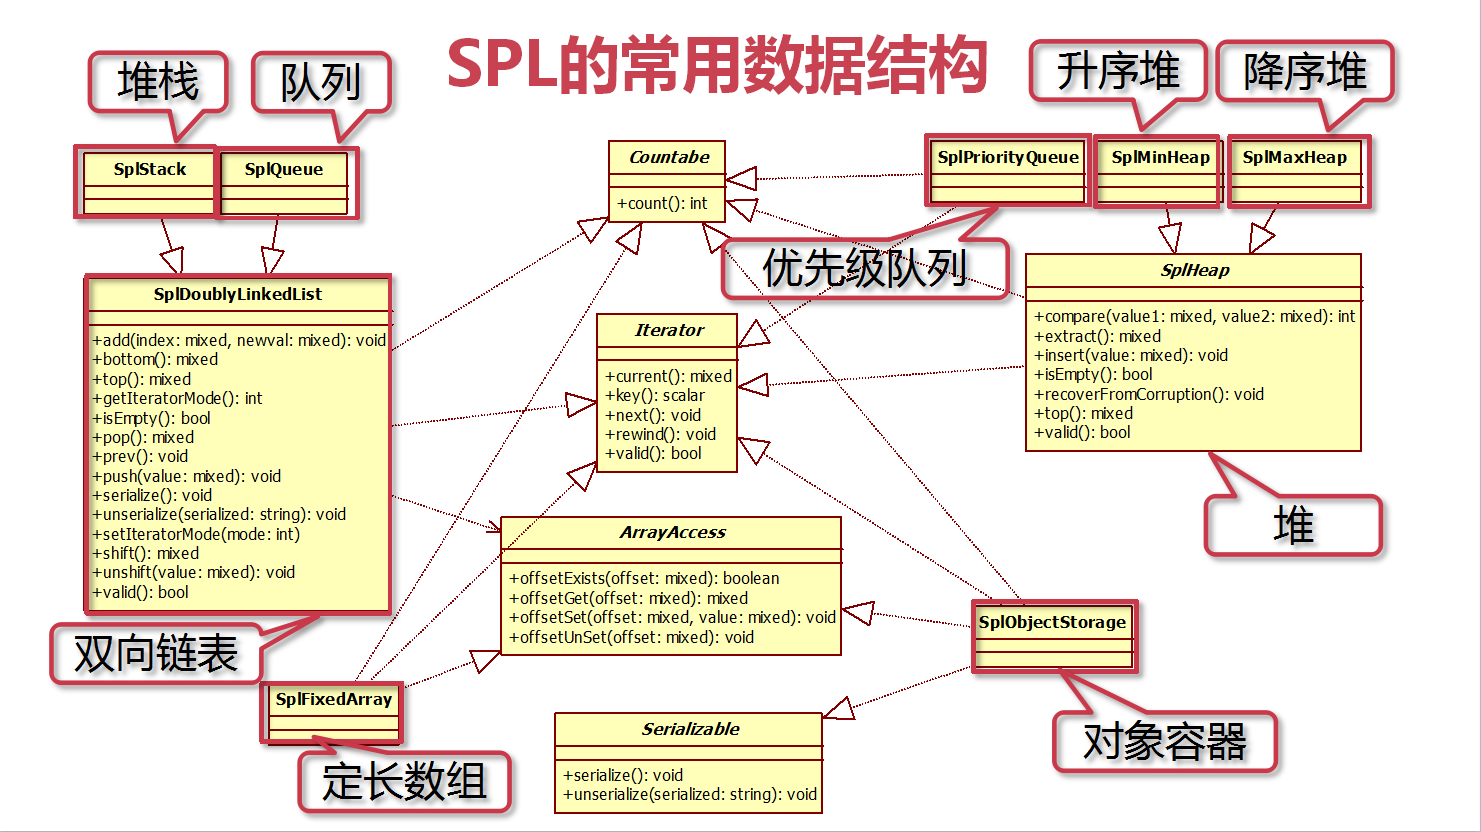 SPL的常用数据结构
堆栈
队列
升序堆
降序堆
SplStack
SplQueue
Countabe
+count(): int
SplPriorityQueue
SplMinHeap
SplMaxHeap
优先级队列
SplDoublyLinkedList
+add(index: mixed, newval: mixed): void
+bottom(): mixed
+top(): mixed
+getIteratorMode(): int
+isEmpty(): bool
+pop(): mixed
+prev(): void
+push(value: mixed): void
+serialize(): void
+unserialize(serialized: string): void
+setIteratorMode(mode: int)
+shift(): mixed
+unshift(value: mixed): void
+valid(): bool
双向链表
Iterator
+current(): mixed
+key(): scalar
+next(): void
+rewind(): void
+valid(): bool
SplHeap
+compare(value1: mixed, value2: mixed): int
+extract(): mixed
+insert(value: mixed): void
+isEmpty(): bool
+recoverFromCorruption(): void
+top(): mixed
+valid(): bool
堆
ArrayAccess
+offsetExists(offset: mixed): boolean
+offsetGet(offset: mixed): mixed
+offsetSet(offset: mixed, value: mixed): void
+offsetUnSet(offset: mixed): void
SplObjectStorage
对象容器
SplFixedArray
定长数组
Serializable
+serialize(): void
+unserialize(serialized: string): void